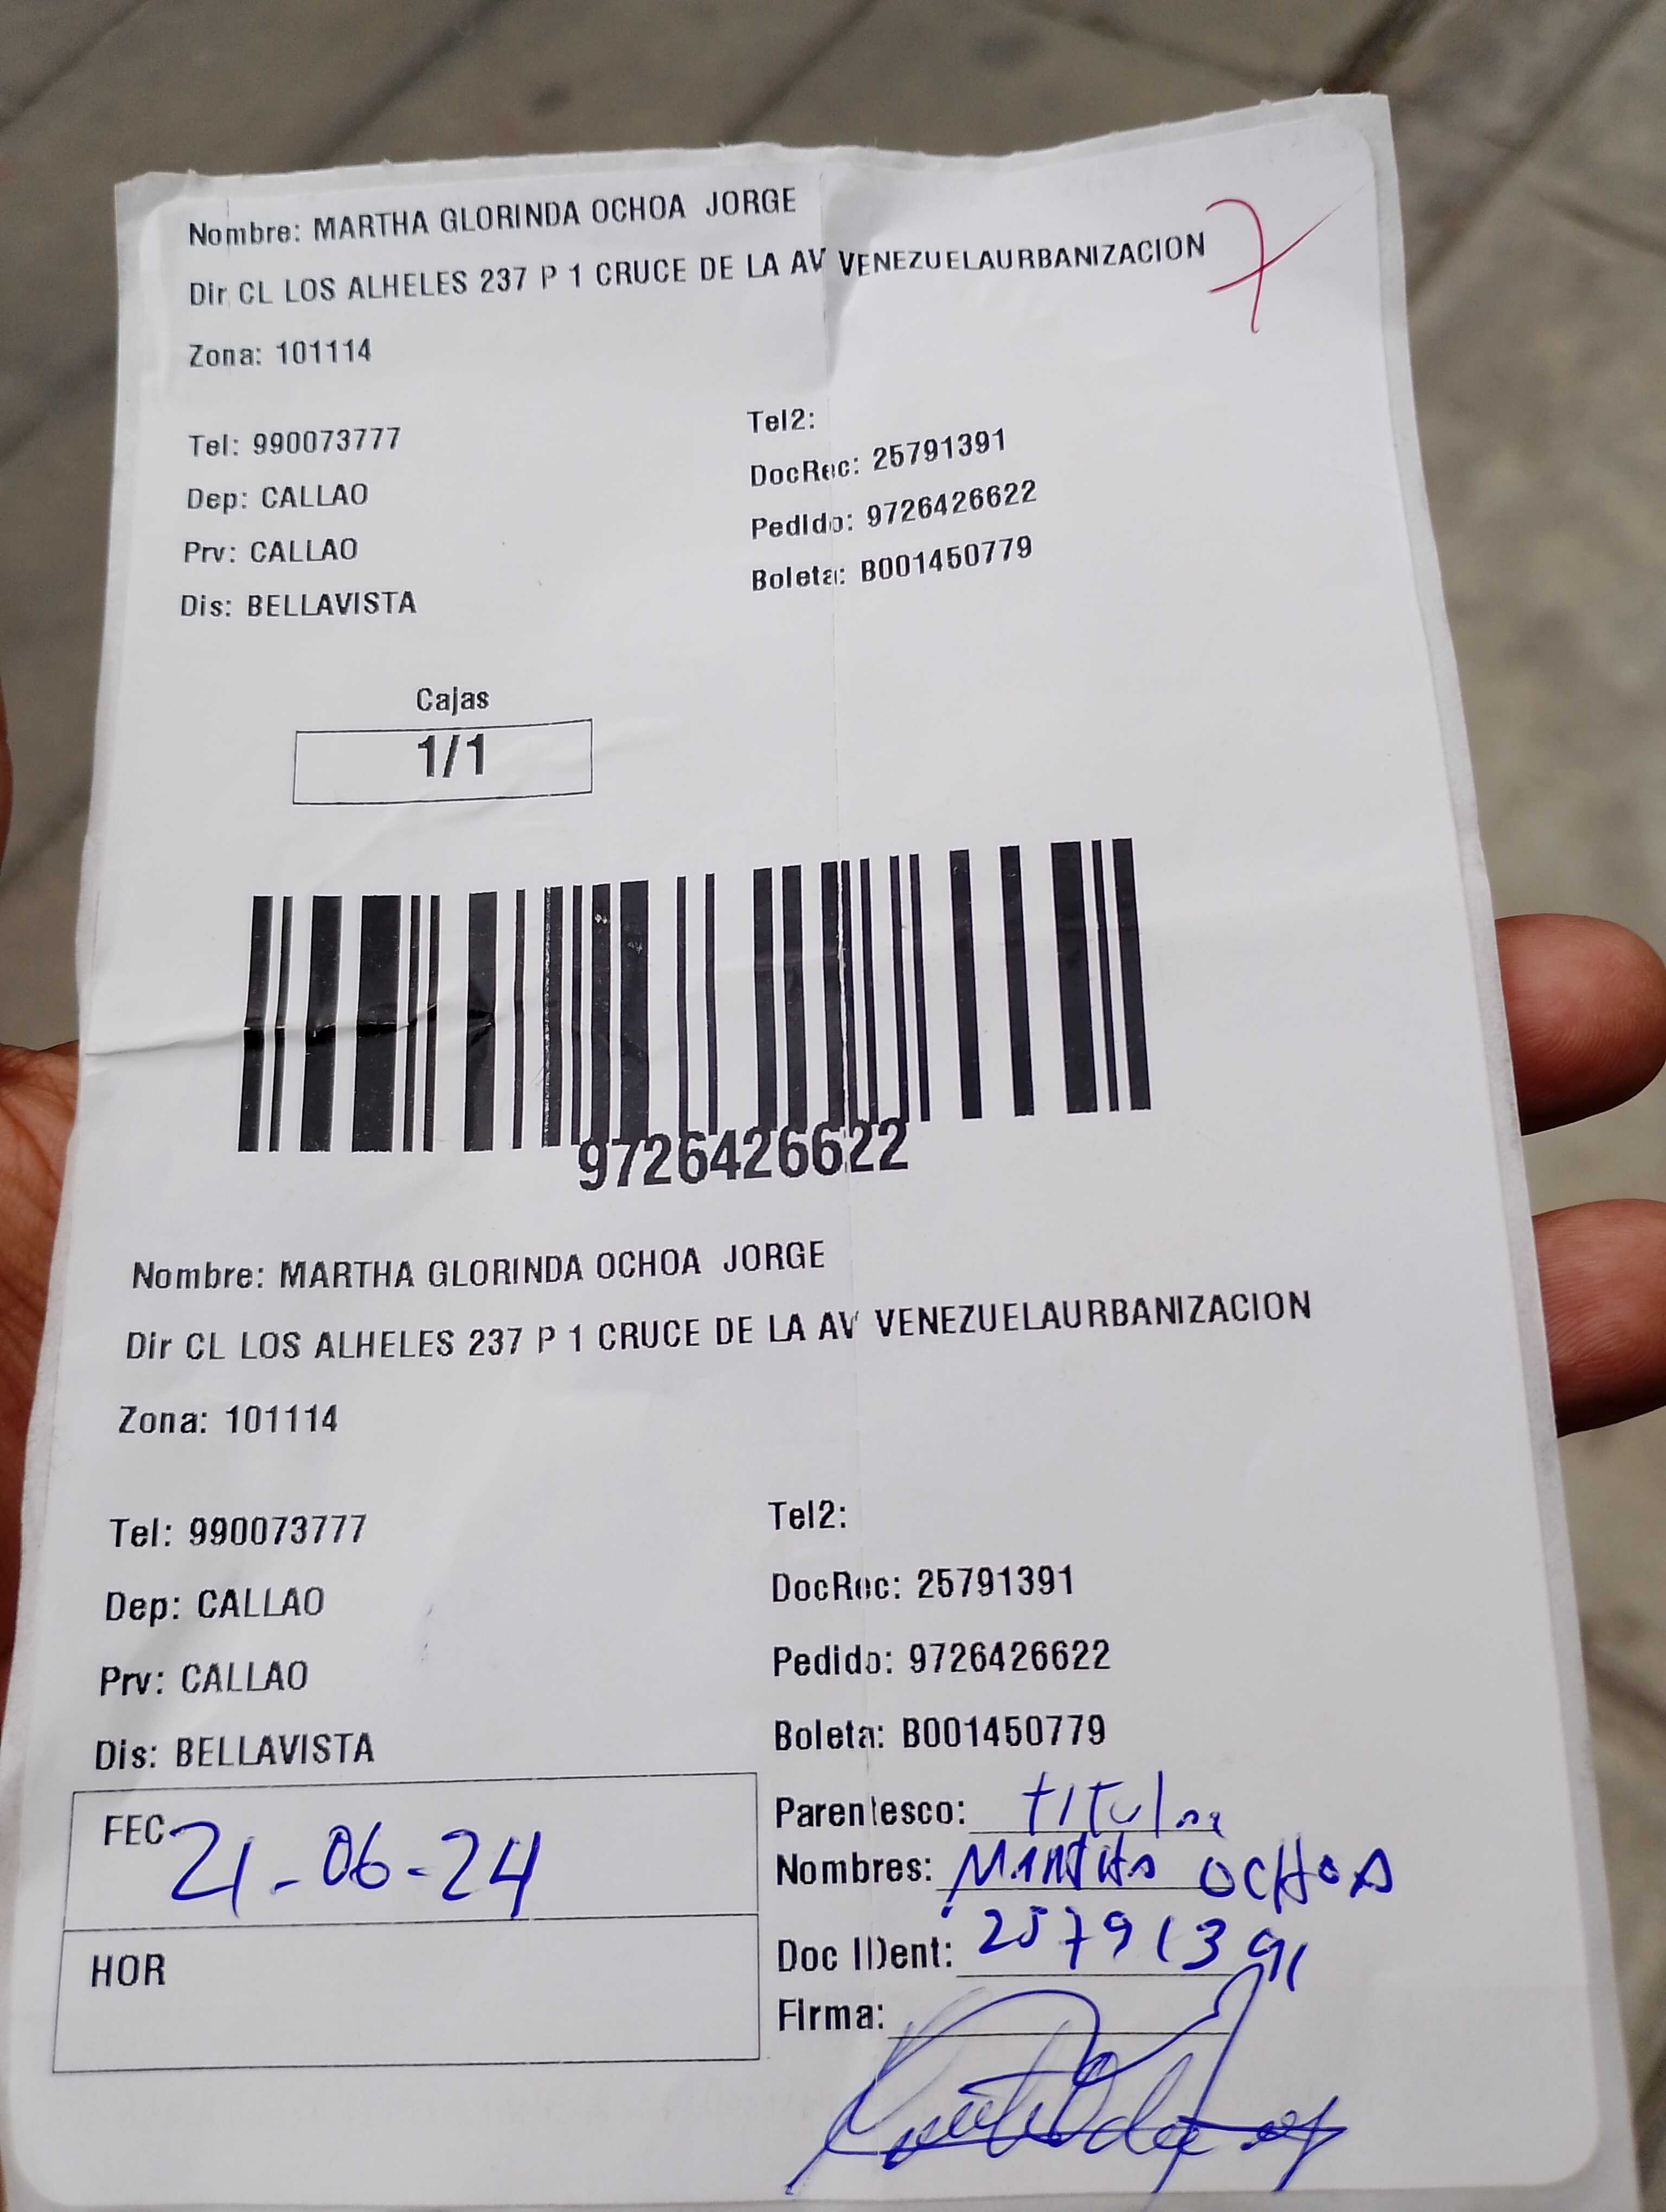 Nombre: MARTHA GLORINDA OCHOA JORGE
7
Dir CL LOS ALHELES 237 P 1 CRUCE DE LA AV VENEZUELAURBANIZACION
Zona: 101114
Tel: 990073777
Tel2:
Dep: CALLAO
DocRec: 25791391
Prv: CALLAO
Pedido: 9726426622
Dis: BELLAVISTA
Boleta: B001450779
Cajas
1/1
9726426622
Nombre: MARTHA GLORINDA OCHOA JORGE
Dir CL LOS ALHELES 237 P 1 CRUCE DE LA AV VENEZUELAURBANIZACION
Zona: 101114
Tel: 990073777
Tel2:
Dep: CALLAO
DocRec: 25791391
Prv: CALLAO
Pedido: 9726426622
Dis: BELLAVISTA
Boleta: B001450779
FEC 21-06-24
Parentesco: titular
Nombres: Martha OCHOA
HOR
Doc IDent: 25791391
Firma: